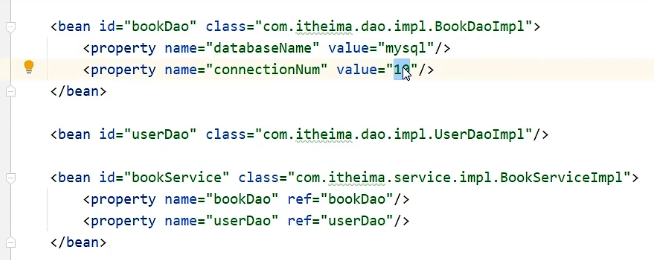 <bean id="bookDao" class="com.itheima.dao.impl.BookDaoImpl">
<property name="databaseName" value="mysql"/>
<property name="connectionNum" value="10"/>
</bean>
<bean id="userDao" class="com.itheima.dao.impl.UserDaoImpl"/>
<bean id="bookService" class="com.itheima.service.impl.BookServiceImpl">
<property name="bookDao" ref="bookDao"/>
<property name="userDao" ref="userDao"/>
</bean>